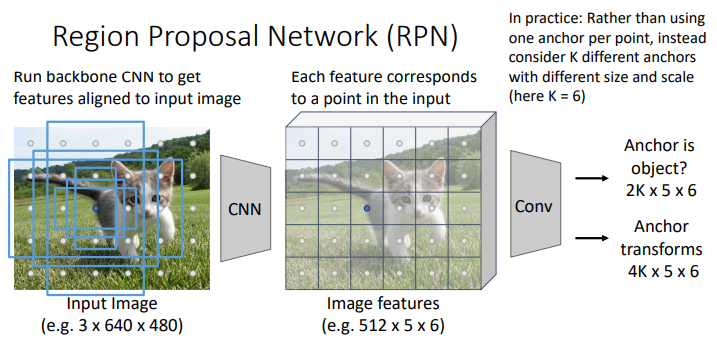 Region Proposal Network (RPN)
In practice: Rather than using
one anchor per point, instead
consider K different anchors
with different size and scale
(here K = 6)
Run backbone CNN to get
features aligned to input image
Each feature corresponds
to a point in the input
CNN
Conv
Anchor is
object?
2K x 5 x 6
Anchor
transforms
4K x 5 x 6
Input Image
(e.g. 3 x 640 x 480)
Image features
(e.g. 512 x 5 x 6)